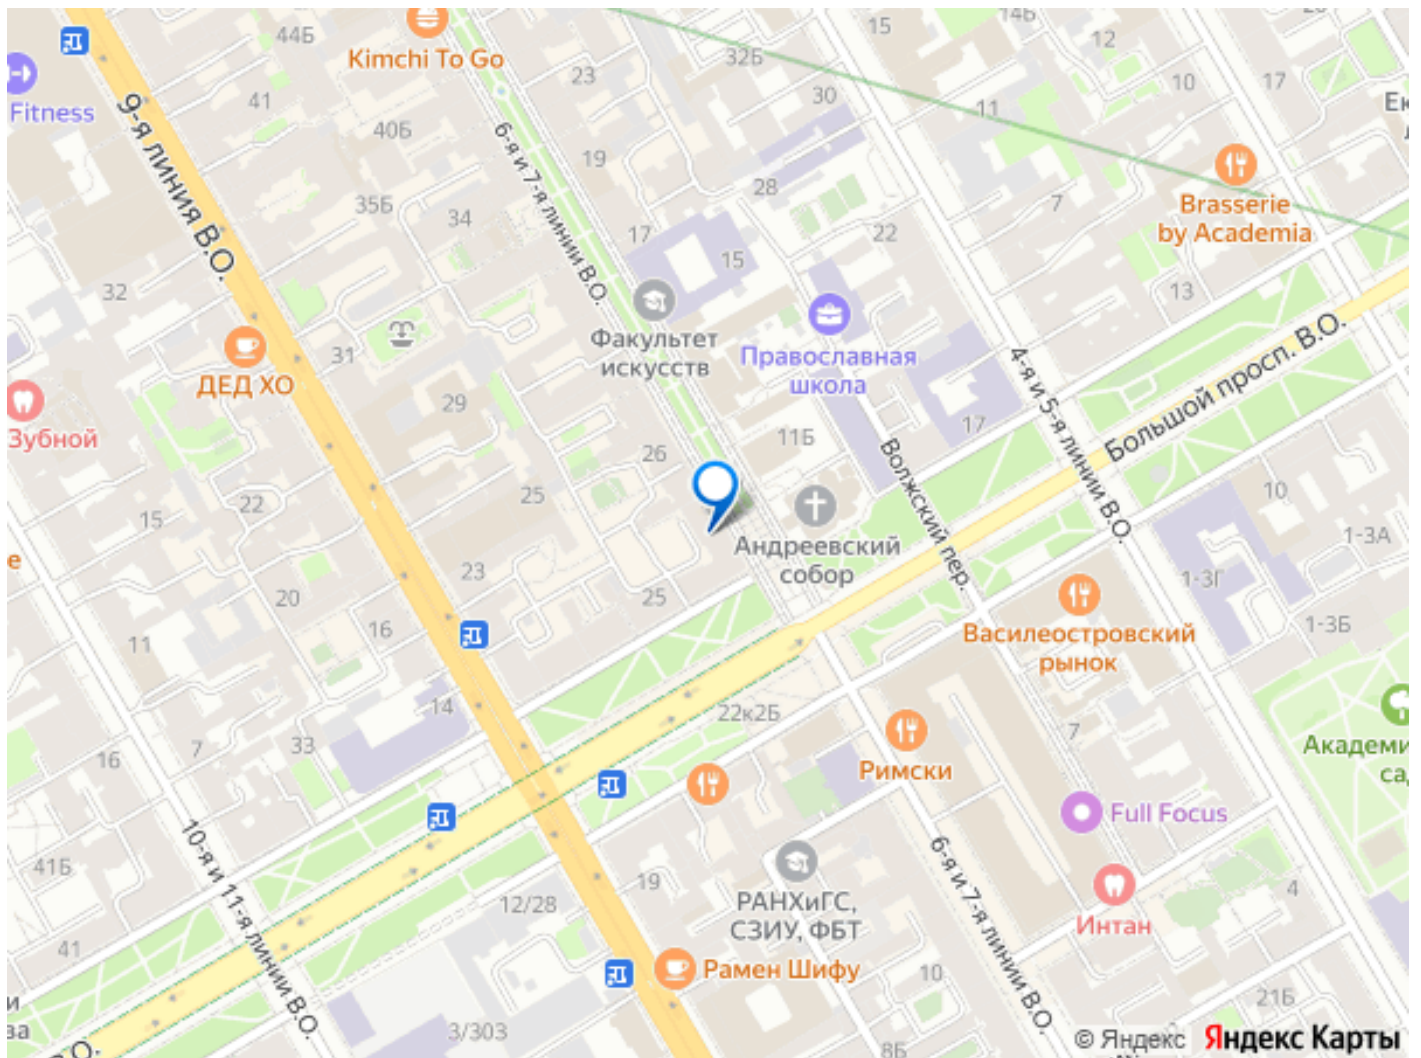 44Б
Kimchi To Go
15
14Б
12
32Б
10
17
23
41
30
11
Fitness
40Б
19
28
9-я линия В.О.
6-я и 7-я линии В.О.
35Б
34
17
22
7
Brasserie
by Academia
15
32
13
31
Факультет
искусств
Православная
школа
ДЕД ХО
29
Зубной
26
11Б
17
4-я и 5-я линии В.О.
Большой просп. В.О.
Волжский пер.
25
22
15
10
1-3А
Андреевский
собор
23
25
1-3Г
20
16
11
Василеостровский
рынок
1-3Б
14
22к2Б
7
33
7
16
Римски
Full Focus
10-я и 11-я линии В.О.
6-я и 7-я линии В.О.
41Б
19
4
12/28
РАНХиГС,
СЗИУ, ФБТ
Интан
41
Рамен Шифу
10
21Б
3/303
8Б
В.О.
© Яндекс Яндекс Карты